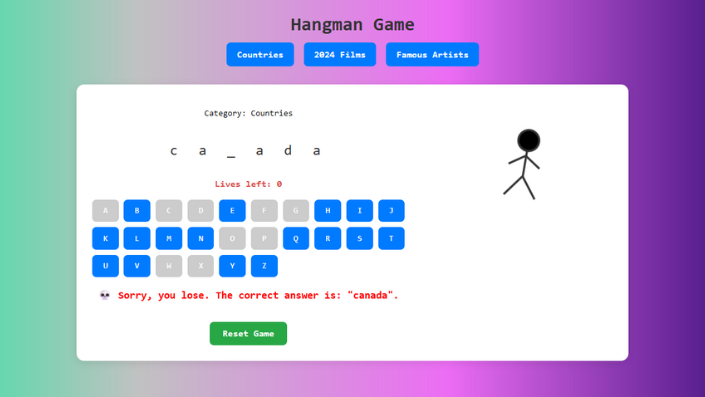 Hangman Game
Countries 2024 Films Famous Artists
Category: Countries
c a _ a d a
Lives left: 0
A B C D E F G H I J
K L M N O P Q R S T
U V W X Y Z
💀 Sorry, you lose. The correct answer is: "canada".
Reset Game